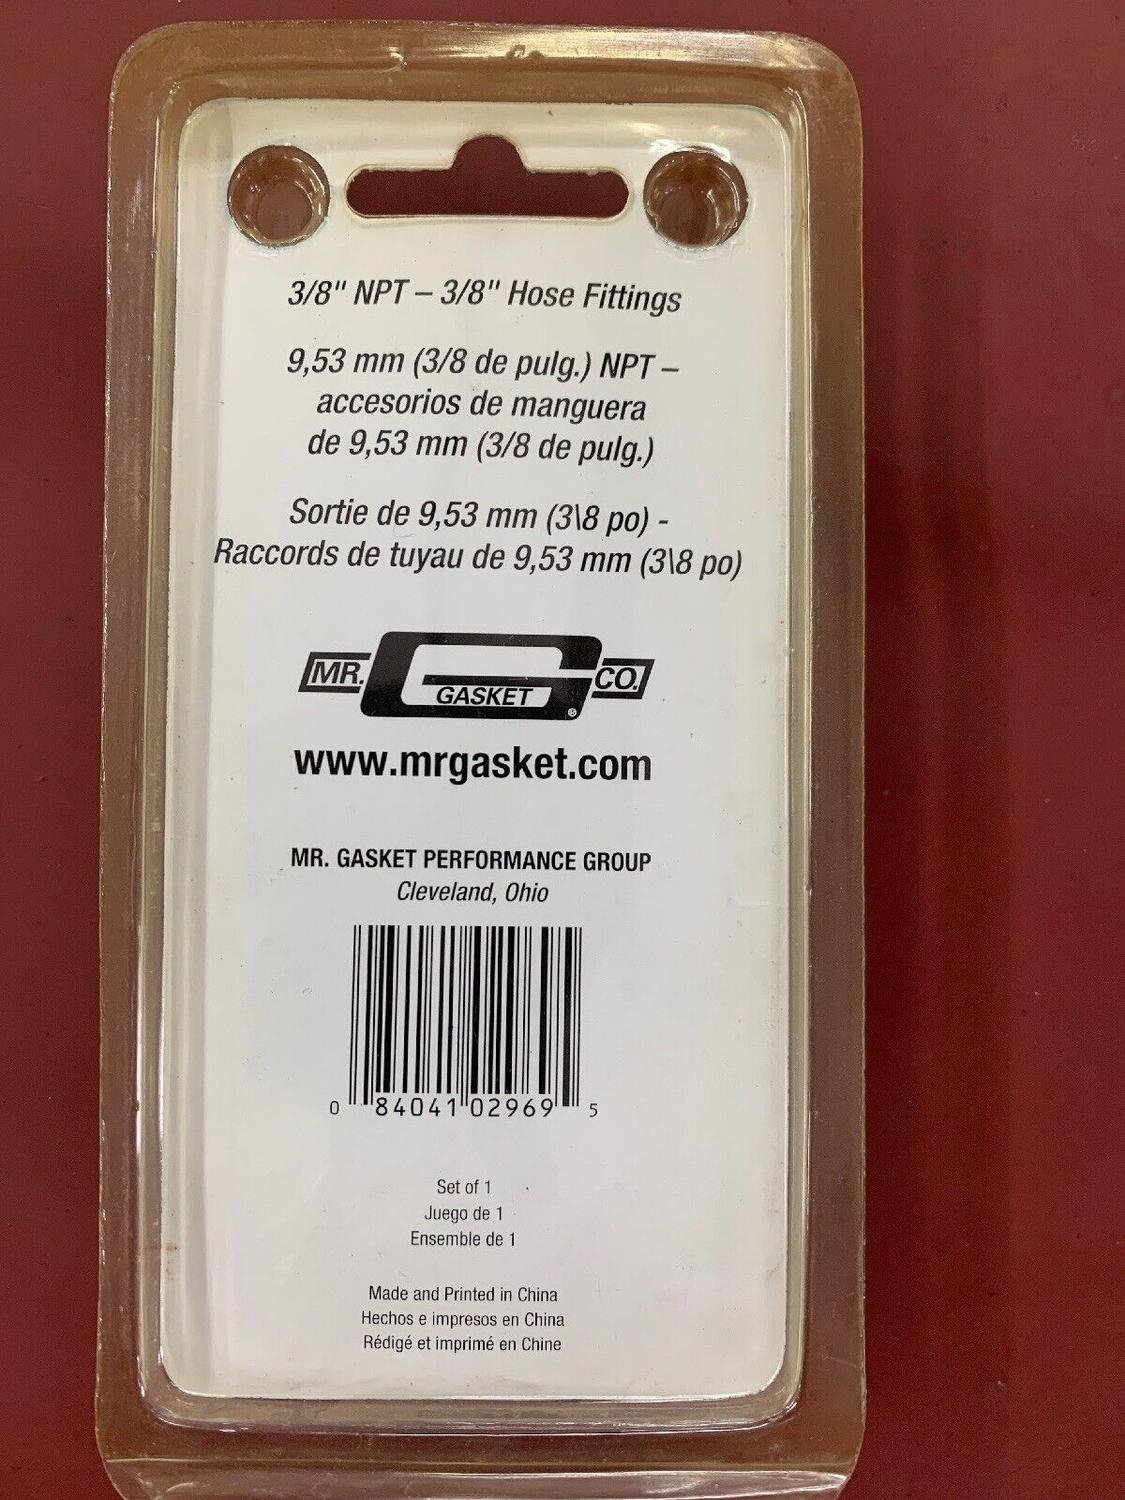 3/8" NPT – 3/8" Hose Fittings
9,53 mm (3/8 de pulg.) NPT –
accesorios de manguera
de 9,53 mm (3/8 de pulg.)
Sortie de 9,53 mm (3\8 po) -
Raccords de tuyau de 9,53 mm (3\8 po)
MR. GASKET CO.
®
www.mrgasket.com
MR. GASKET PERFORMANCE GROUP
Cleveland, Ohio
0 84041 02969 5
Set of 1
Juego de 1
Ensemble de 1
Made and Printed in China
Hechos e impresos en China
Rédigé et imprimé en Chine